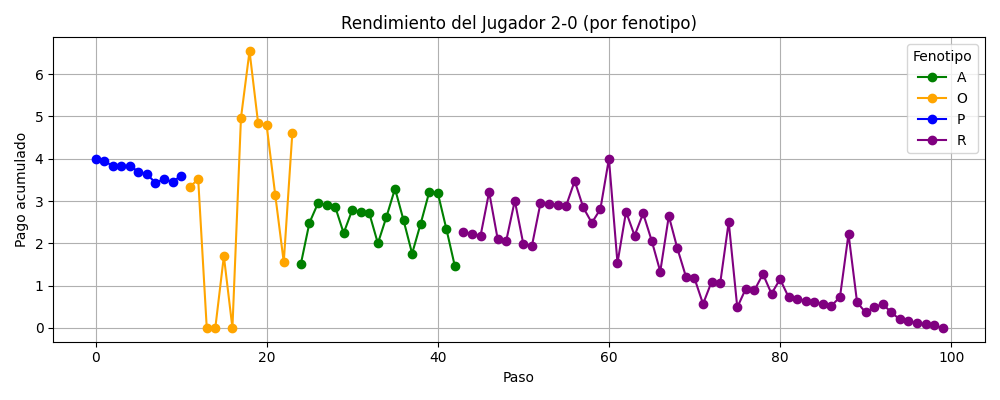 Rendimiento del Jugador 2-0 (por fenotipo)
Pago acumulado
6
5
4
3
2
1
0
Fenotipo
A
O
P
R
0 20 40 60 80 100
Paso